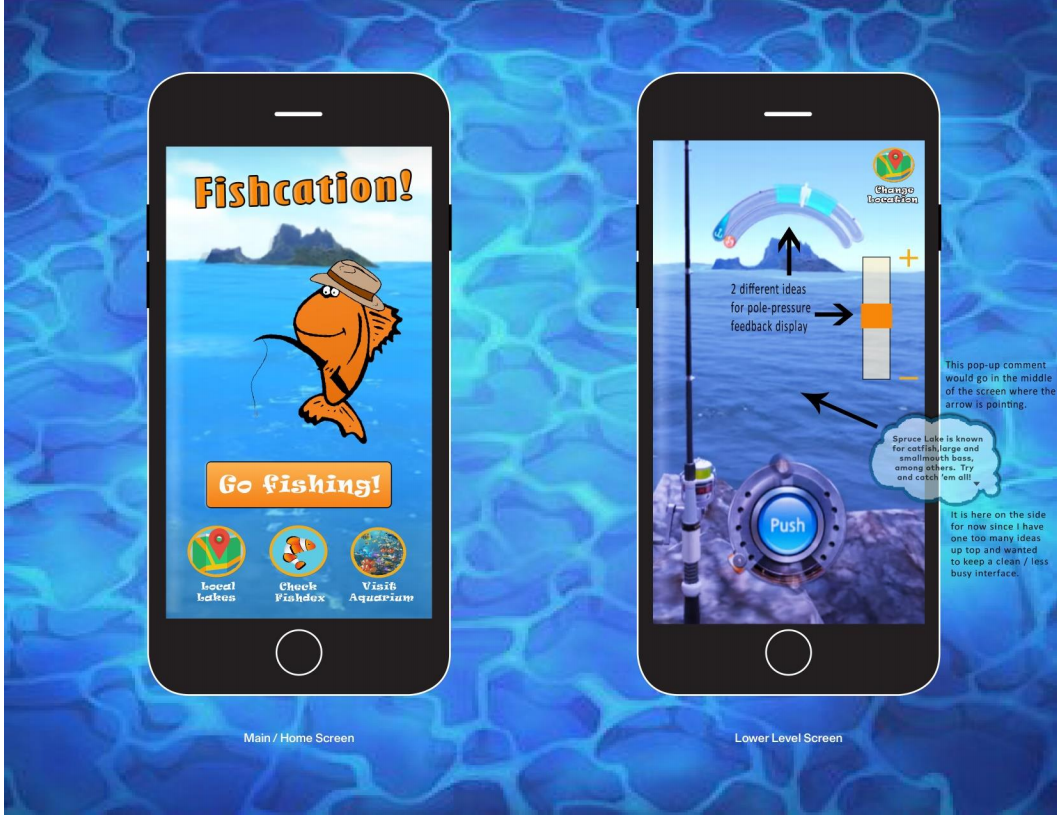 Fishcation!
Go fishing!
Local
Lakes
Check
Fishdex
Visit
Aquarium
Main / Home Screen
Change
Location
2 different ideas
for pole-pressure
feedback display
+
−
This pop-up comment
would go in the middle
of the screen where the
arrow is pointing.
Spruce Lake is known
for catfish,large and
smallmouth bass,
among others. Try
and catch 'em all!
Push
It is here on the side
for now since I have
one too many ideas
up top and wanted
to keep a clean / less
busy interface.
Lower Level Screen